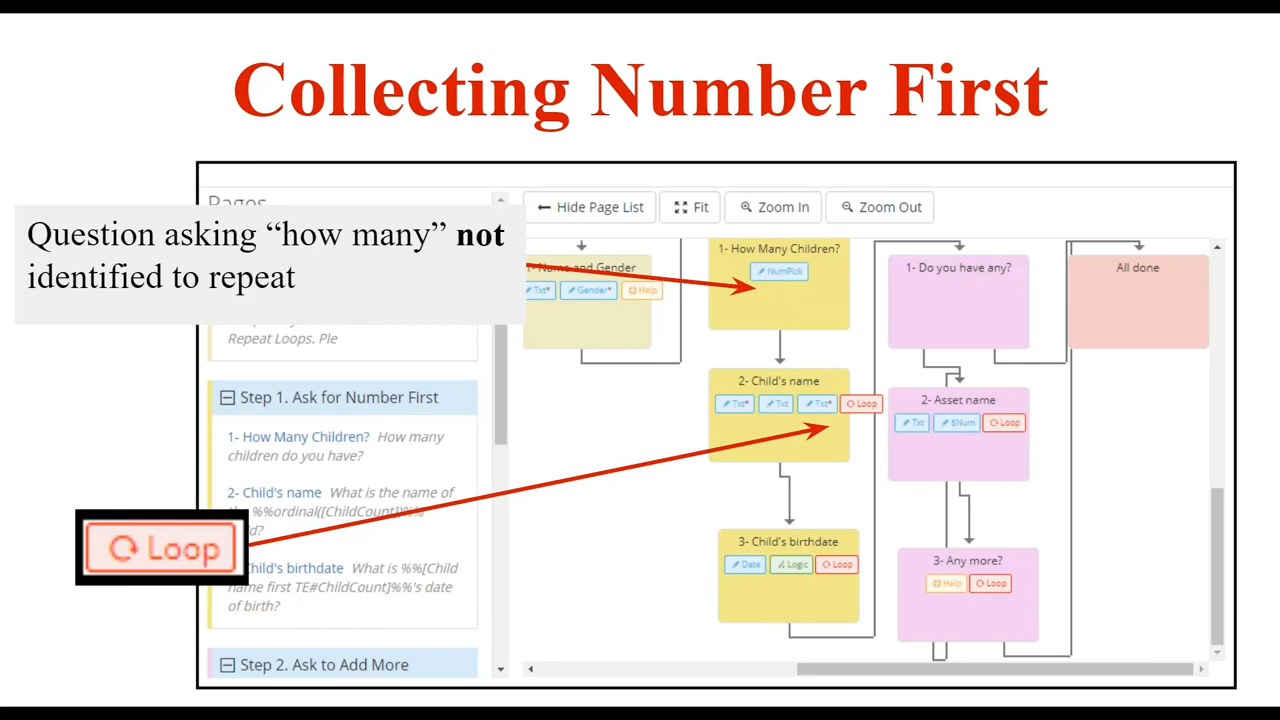 Collecting Number First
Pages
Question asking “how many” not
identified to repeat
Repeat Loops. Ple
Step 1. Ask for Number First
1- How Many Children? How many
children do you have?
2- Child's name What is the name of
%%ordinal([ChildCount]%%
Loop
Child's birthdate What is %%[Child
name first TE#ChildCount]%%'s date
of birth?
Step 2. Ask to Add More
Hide Page List
Fit
Zoom In
Zoom Out
Name and Gender
Txt* Gender* Help
1- How Many Children?
NumPick
2- Child's name
Txt* Txt Txt* Loop
3- Child's birthdate
Date Logic Loop
1- Do you have any?
2- Asset name
Txt $Num Loop
3- Any more?
Help Loop
All done